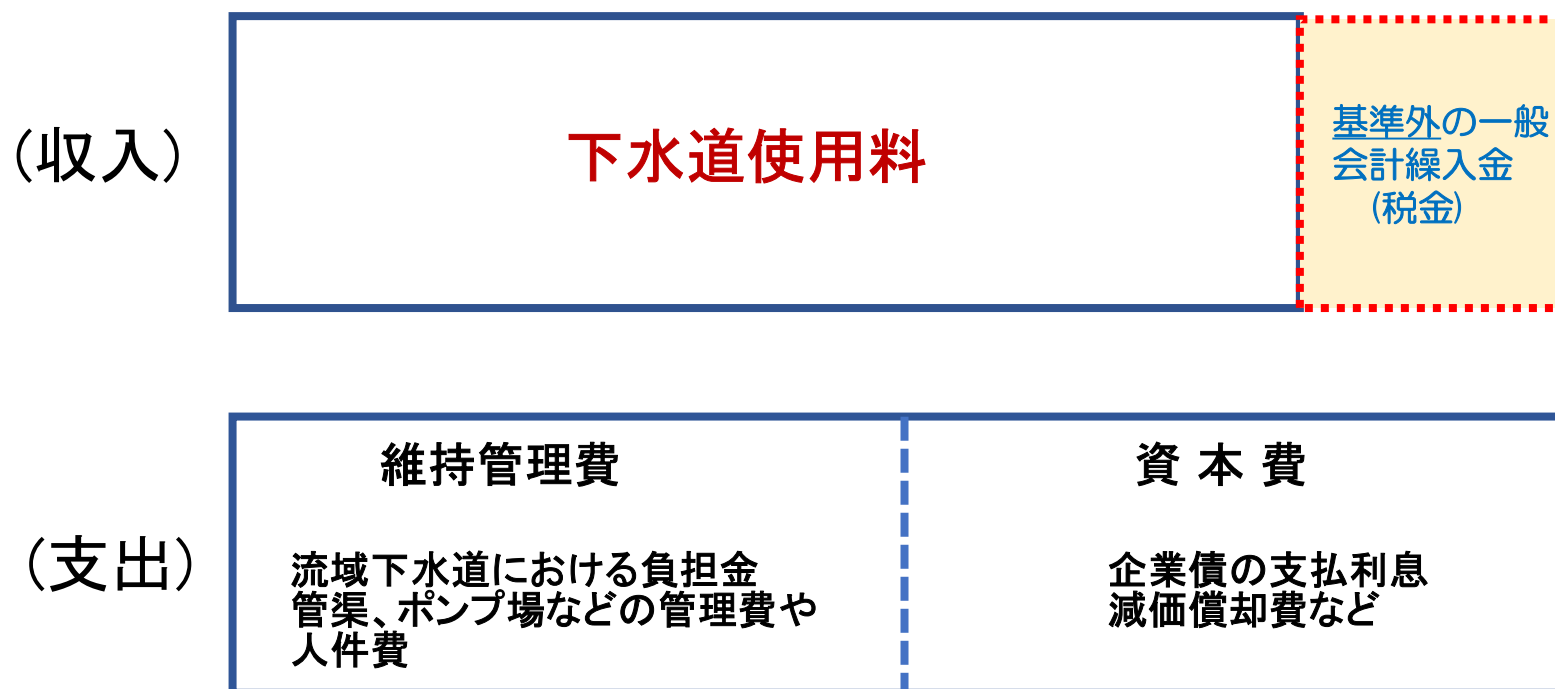 (収入)
下水道使用料
基準外の一般
会計繰入金
(税金)
(支出)
維持管理費
流域下水道における負担金
管渠、ポンプ場などの管理費や
人件費
資本費
企業債の支払利息
減価償却費など